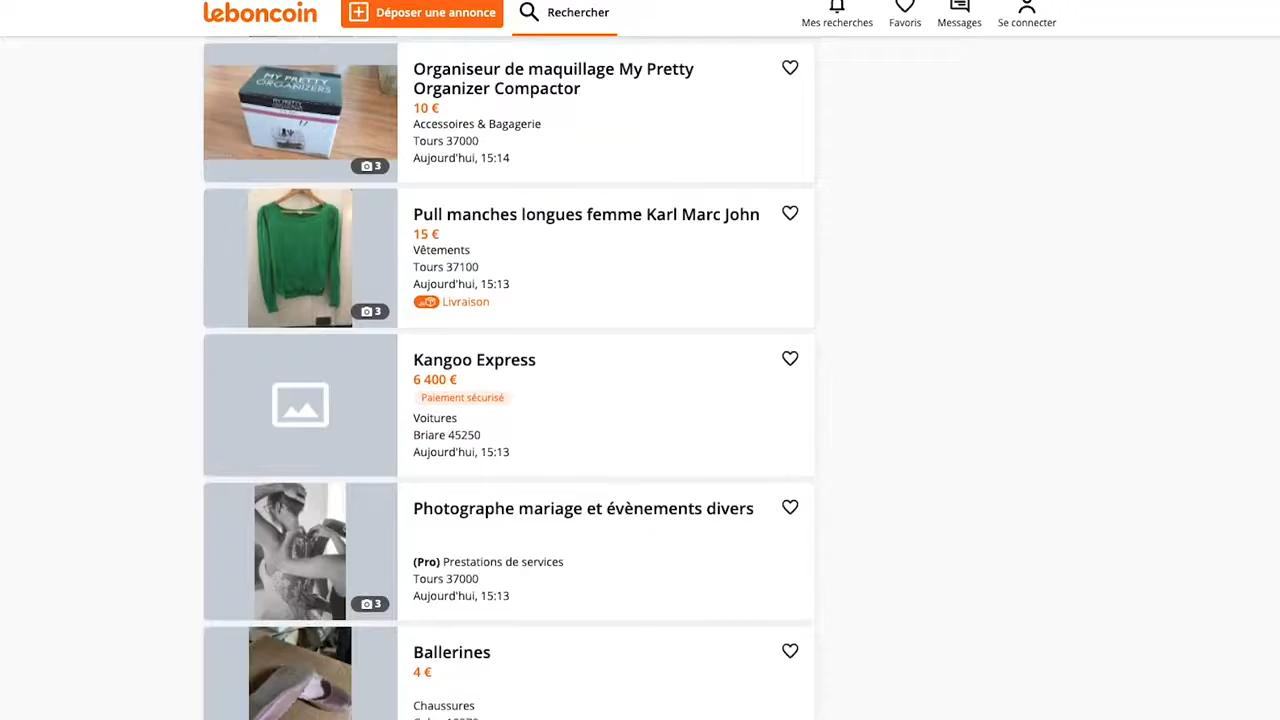 leboncoin
Déposer une annonce
Rechercher
Mes recherches
Favoris
Messages
Se connecter
MY PRETTY
ORGANIZERS
Organiseur de maquillage My Pretty
Organizer Compactor
10 €
Accessoires & Bagagerie
Tours 37000
Aujourd'hui, 15:14
3
Pull manches longues femme Karl Marc John
15 €
Vêtements
Tours 37100
Aujourd'hui, 15:13
Livraison
3
Kangoo Express
6 400 €
Paiement sécurisé
Voitures
Briare 45250
Aujourd'hui, 15:13
Photographe mariage et évènements divers
(Pro) Prestations de services
Tours 37000
Aujourd'hui, 15:13
3
Ballerines
4 €
Chaussures